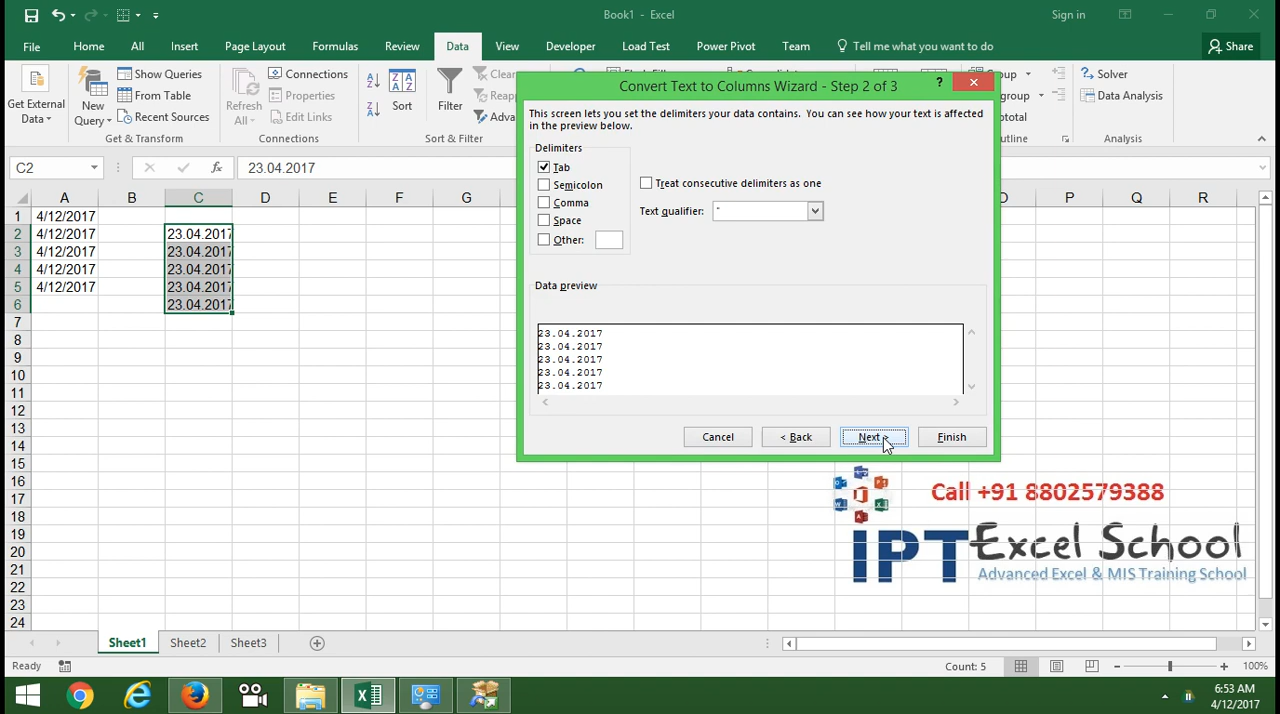 Book1 - Excel
Sign in
File Home All Insert Page Layout Formulas Review Data View Developer Load Test Power Pivot Team Tell me what you want to do Share
Get External Data
New Query
Show Queries
From Table
Recent Sources
Get & Transform
Refresh All
Connections
Properties
Edit Links
Connections
Sort
Filter
Clear
Sort & Filter
Solver
Data Analysis
Analysis
C2 fx 23.04.2017
A B C D E F G P Q R
1 4/12/2017
2 4/12/2017 23.04.2017
3 4/12/2017 23.04.2017
4 4/12/2017 23.04.2017
5 4/12/2017 23.04.2017
6 23.04.2017
7
8
9
10
11
12
13
14
15
16
17
18
19
20
21
22
23
24
Convert Text to Columns Wizard - Step 2 of 3 ?
This screen lets you set the delimiters your data contains. You can see how your text is affected
in the preview below.
Delimiters
Tab
Semicolon
Comma
Space
Other:
Treat consecutive delimiters as one
Text qualifier: "
Data preview
23.04.2017
23.04.2017
23.04.2017
23.04.2017
23.04.2017
Cancel < Back Next > Finish
Call +91 8802579388
IPT Excel School
Advanced Excel & MIS Training School
Sheet1 Sheet2 Sheet3
Ready Count: 5 100%
6:53 AM
4/12/2017